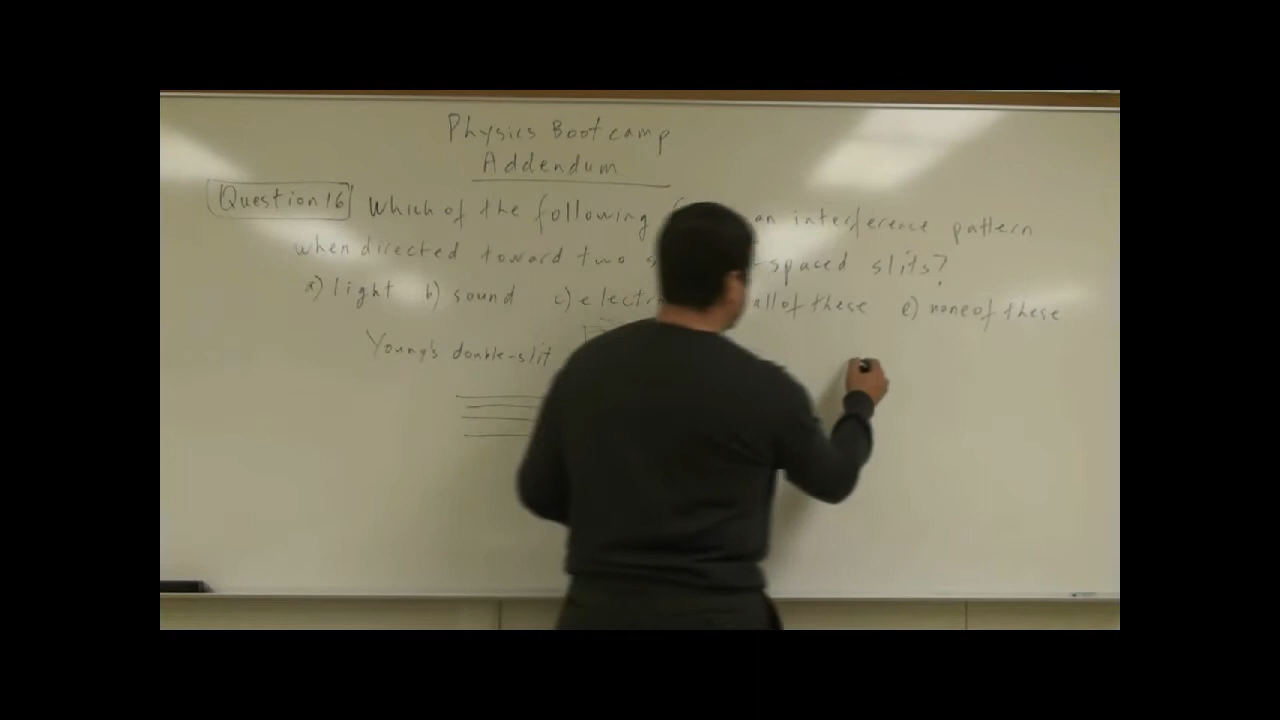 Physics Bootcamp
Addendum
Question 16 Which of the following an interference pattern
when directed toward two -spaced slits?
a) light b) sound c) electr all of these e) none of these
Young's double-slit